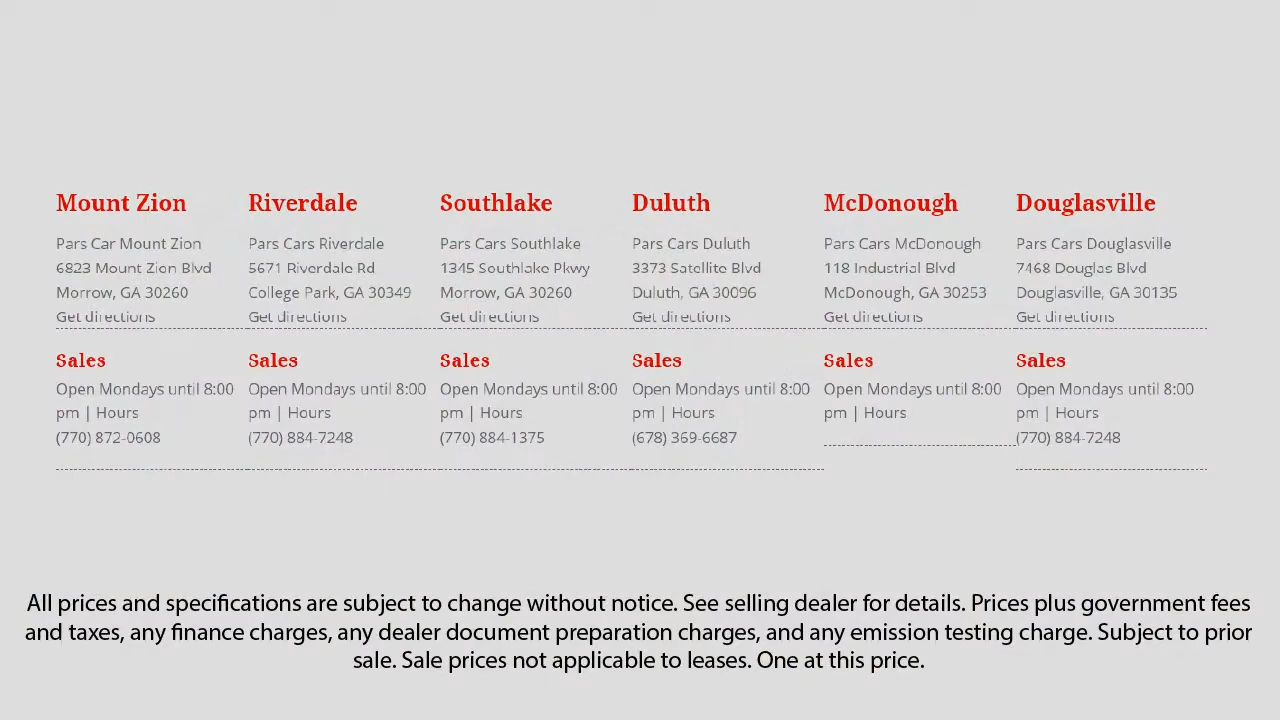 Mount Zion
Pars Car Mount Zion
6823 Mount Zion Blvd
Morrow, GA 30260
Get directions
Sales
Open Mondays until 8:00
pm | Hours
(770) 872-0608
Riverdale
Pars Cars Riverdale
5671 Riverdale Rd
College Park, GA 30349
Get directions
Sales
Open Mondays until 8:00
pm | Hours
(770) 884-7248
Southlake
Pars Cars Southlake
1345 Southlake Pkwy
Morrow, GA 30260
Get directions
Sales
Open Mondays until 8:00
pm | Hours
(770) 884-1375
Duluth
Pars Cars Duluth
3373 Satellite Blvd
Duluth, GA 30096
Get directions
Sales
Open Mondays until 8:00
pm | Hours
(678) 369-6687
McDonough
Pars Cars McDonough
118 Industrial Blvd
McDonough, GA 30253
Get directions
Sales
Open Mondays until 8:00
pm | Hours
Douglasville
Pars Cars Douglasville
7468 Douglas Blvd
Douglasville, GA 30135
Get directions
Sales
Open Mondays until 8:00
pm | Hours
(770) 884-7248
All prices and specifications are subject to change without notice. See selling dealer for details. Prices plus government fees
and taxes, any finance charges, any dealer document preparation charges, and any emission testing charge. Subject to prior
sale. Sale prices not applicable to leases. One at this price.